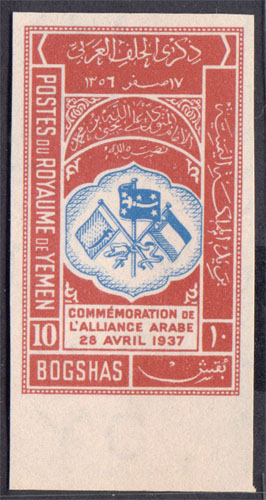 ذكرى الحلف العربي
١٧ صفر ١٣٥٦
POSTES DU ROYAUME DE YEMEN
COMMÉMORATION DE
L'ALLIANCE ARABE
28 AVRIL 1937
10
١٠
BOGSHAS
بقش